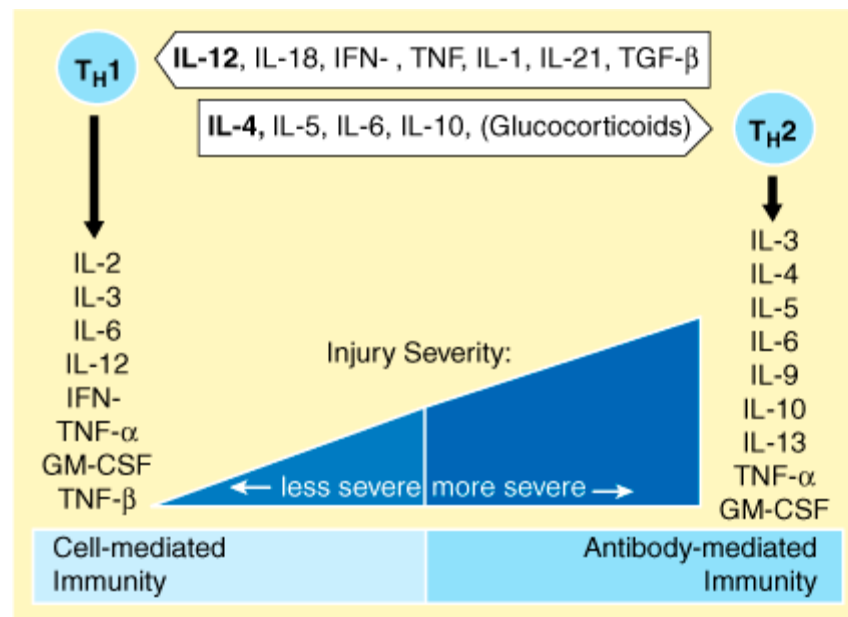 T_H1
IL-12, IL-18, IFN- , TNF, IL-1, IL-21, TGF-β
IL-4, IL-5, IL-6, IL-10, (Glucocorticoids)
T_H2
IL-2
IL-3
IL-6
IL-12
IFN-
TNF-α
GM-CSF
TNF-β
Injury Severity:
← less severe
more severe →
IL-3
IL-4
IL-5
IL-6
IL-9
IL-10
IL-13
TNF-α
GM-CSF
Cell-mediated
Immunity
Antibody-mediated
Immunity